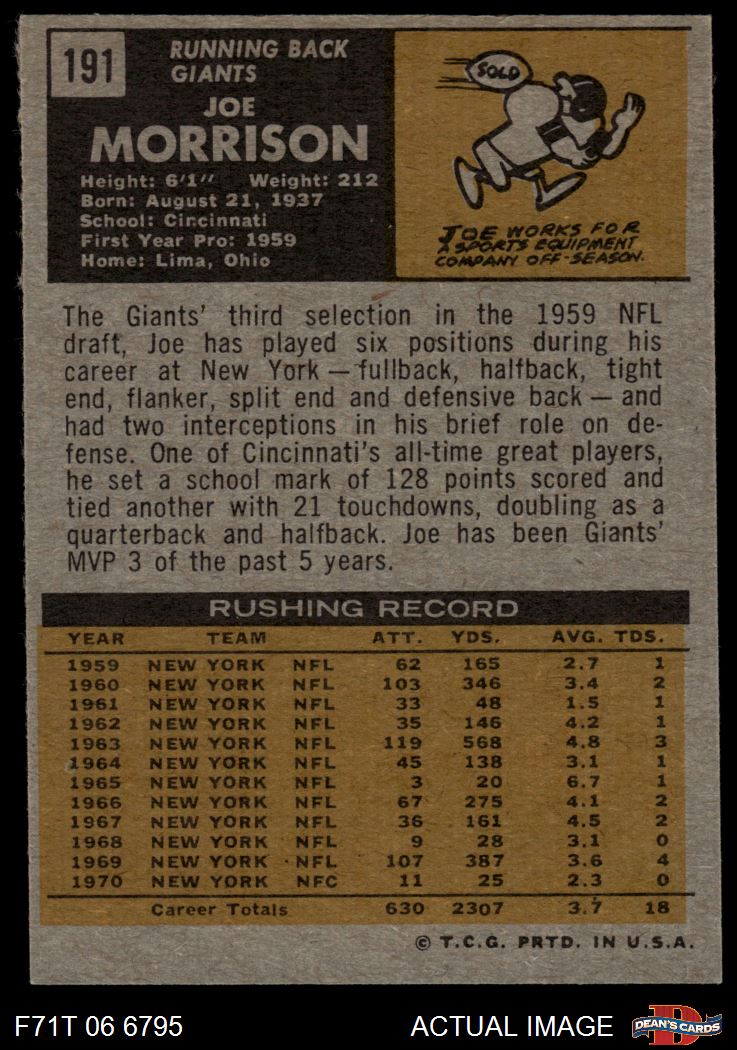 191
RUNNING BACK
GIANTS
JOE
MORRISON
Height: 6'1" Weight: 212
Born: August 21, 1937
School: Cincinnati
First Year Pro: 1959
Home: Lima, Ohio
SOLD
JOE WORKS FOR
A SPORTS EQUIPMENT
COMPANY OFF-SEASON.
The Giants' third selection in the 1959 NFL
draft, Joe has played six positions during his
career at New York — fullback, halfback, tight
end, flanker, split end and defensive back — and
had two interceptions in his brief role on de-
fense. One of Cincinnati's all-time great players,
he set a school mark of 128 points scored and
tied another with 21 touchdowns, doubling as a
quarterback and halfback. Joe has been Giants'
MVP 3 of the past 5 years.
RUSHING RECORD
YEAR TEAM ATT. YDS. AVG. TDS.
1959 NEW YORK NFL 62 165 2.7 1
1960 NEW YORK NFL 103 346 3.4 2
1961 NEW YORK NFL 33 48 1.5 1
1962 NEW YORK NFL 35 146 4.2 1
1963 NEW YORK NFL 119 568 4.8 3
1964 NEW YORK NFL 45 138 3.1 1
1965 NEW YORK NFL 3 20 6.7 1
1966 NEW YORK NFL 67 275 4.1 2
1967 NEW YORK NFL 36 161 4.5 2
1968 NEW YORK NFL 9 28 3.1 0
1969 NEW YORK NFL 107 387 3.6 4
1970 NEW YORK NFC 11 25 2.3 0
Career Totals 630 2307 3.7 18
© T.C.G. PRTD. IN U.S.A.
F71T 06 6795 ACTUAL IMAGE DEAN'S CARDS